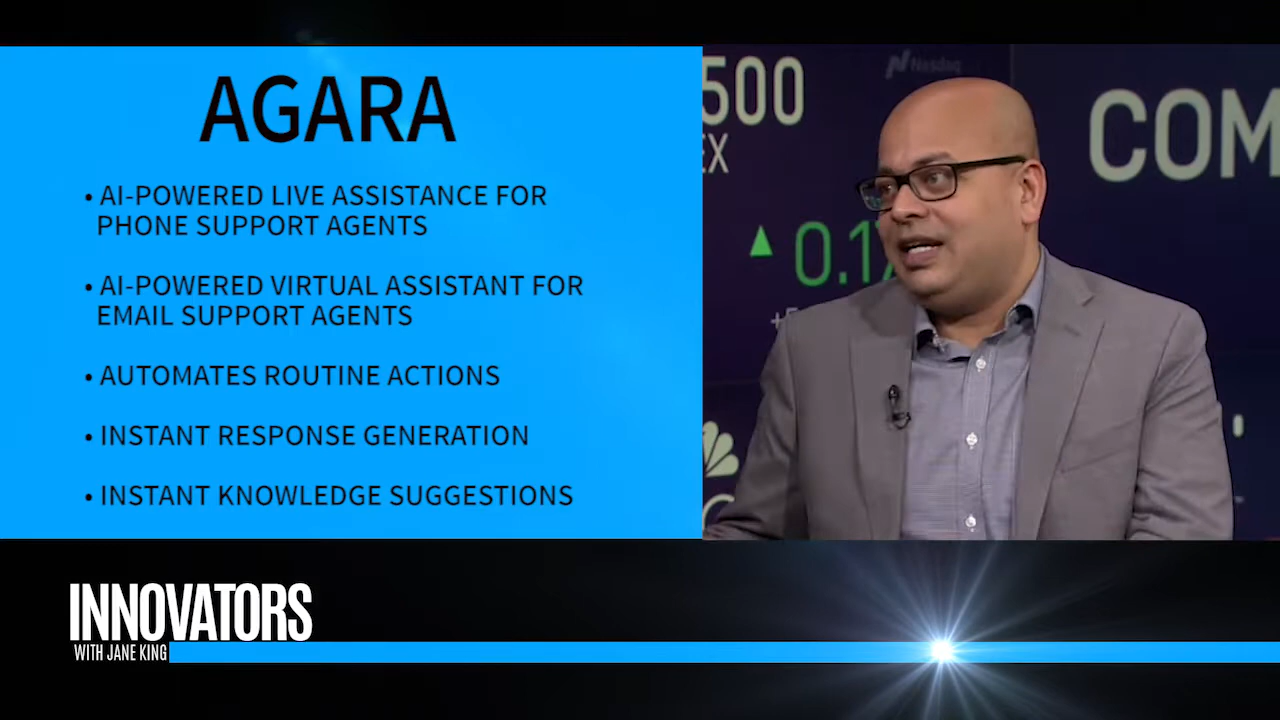 AGARA
• AI-POWERED LIVE ASSISTANCE FOR
PHONE SUPPORT AGENTS
• AI-POWERED VIRTUAL ASSISTANT FOR
EMAIL SUPPORT AGENTS
• AUTOMATES ROUTINE ACTIONS
• INSTANT RESPONSE GENERATION
• INSTANT KNOWLEDGE SUGGESTIONS
Nasdaq
500
EX
COM
0.1
INNOVATORS
WITH JANE KING